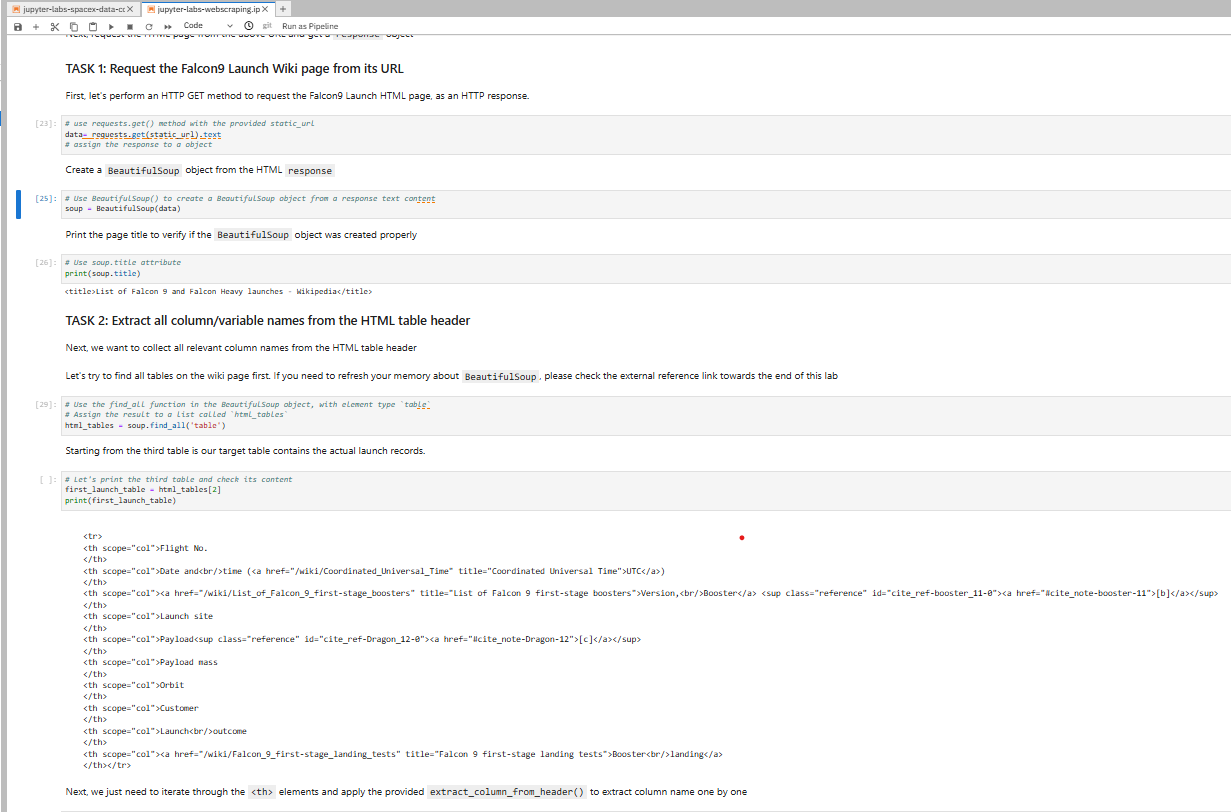 jupyter-labs-spacex-data-cc
jupyter-labs-webscraping.ip
Code
git
Run as Pipeline
Next, request the HTML page from the above URL and get a response object
TASK 1: Request the Falcon9 Launch Wiki page from its URL
First, let's perform an HTTP GET method to request the Falcon9 Launch HTML page, as an HTTP response.
[23]:
# use requests.get() method with the provided static_url
data= requests.get(static_url).text
# assign the response to a object
Create a BeautifulSoup object from the HTML response
[25]:
# Use BeautifulSoup() to create a BeautifulSoup object from a response text content
soup = BeautifulSoup(data)
Print the page title to verify if the BeautifulSoup object was created properly
[26]:
# Use soup.title attribute
print(soup.title)
<title>List of Falcon 9 and Falcon Heavy launches - Wikipedia</title>
TASK 2: Extract all column/variable names from the HTML table header
Next, we want to collect all relevant column names from the HTML table header
Let's try to find all tables on the wiki page first. If you need to refresh your memory about BeautifulSoup, please check the external reference link towards the end of this lab
[29]:
# Use the find_all function in the BeautifulSoup object, with element type `table`
# Assign the result to a list called `html_tables`
html_tables = soup.find_all('table')
Starting from the third table is our target table contains the actual launch records.
[ ]:
# Let's print the third table and check its content
first_launch_table = html_tables[2]
print(first_launch_table)
<tr>
<th scope="col">Flight No.
</th>
<th scope="col">Date and<br/>time (<a href="/wiki/Coordinated_Universal_Time" title="Coordinated Universal Time">UTC</a>)
</th>
<th scope="col"><a href="/wiki/List_of_Falcon_9_first-stage_boosters" title="List of Falcon 9 first-stage boosters">Version,<br/>Booster</a> <sup class="reference" id="cite_ref-booster_11-0"><a href="#cite_note-booster-11">[b]</a></sup>
</th>
<th scope="col">Launch site
</th>
<th scope="col">Payload<sup class="reference" id="cite_ref-Dragon_12-0"><a href="#cite_note-Dragon-12">[c]</a></sup>
</th>
<th scope="col">Payload mass
</th>
<th scope="col">Orbit
</th>
<th scope="col">Customer
</th>
<th scope="col">Launch<br/>outcome
</th>
<th scope="col"><a href="/wiki/Falcon_9_first-stage_landing_tests" title="Falcon 9 first-stage landing tests">Booster<br/>landing</a>
</th></tr>
Next, we just need to iterate through the <th> elements and apply the provided extract_column_from_header() to extract column name one by one